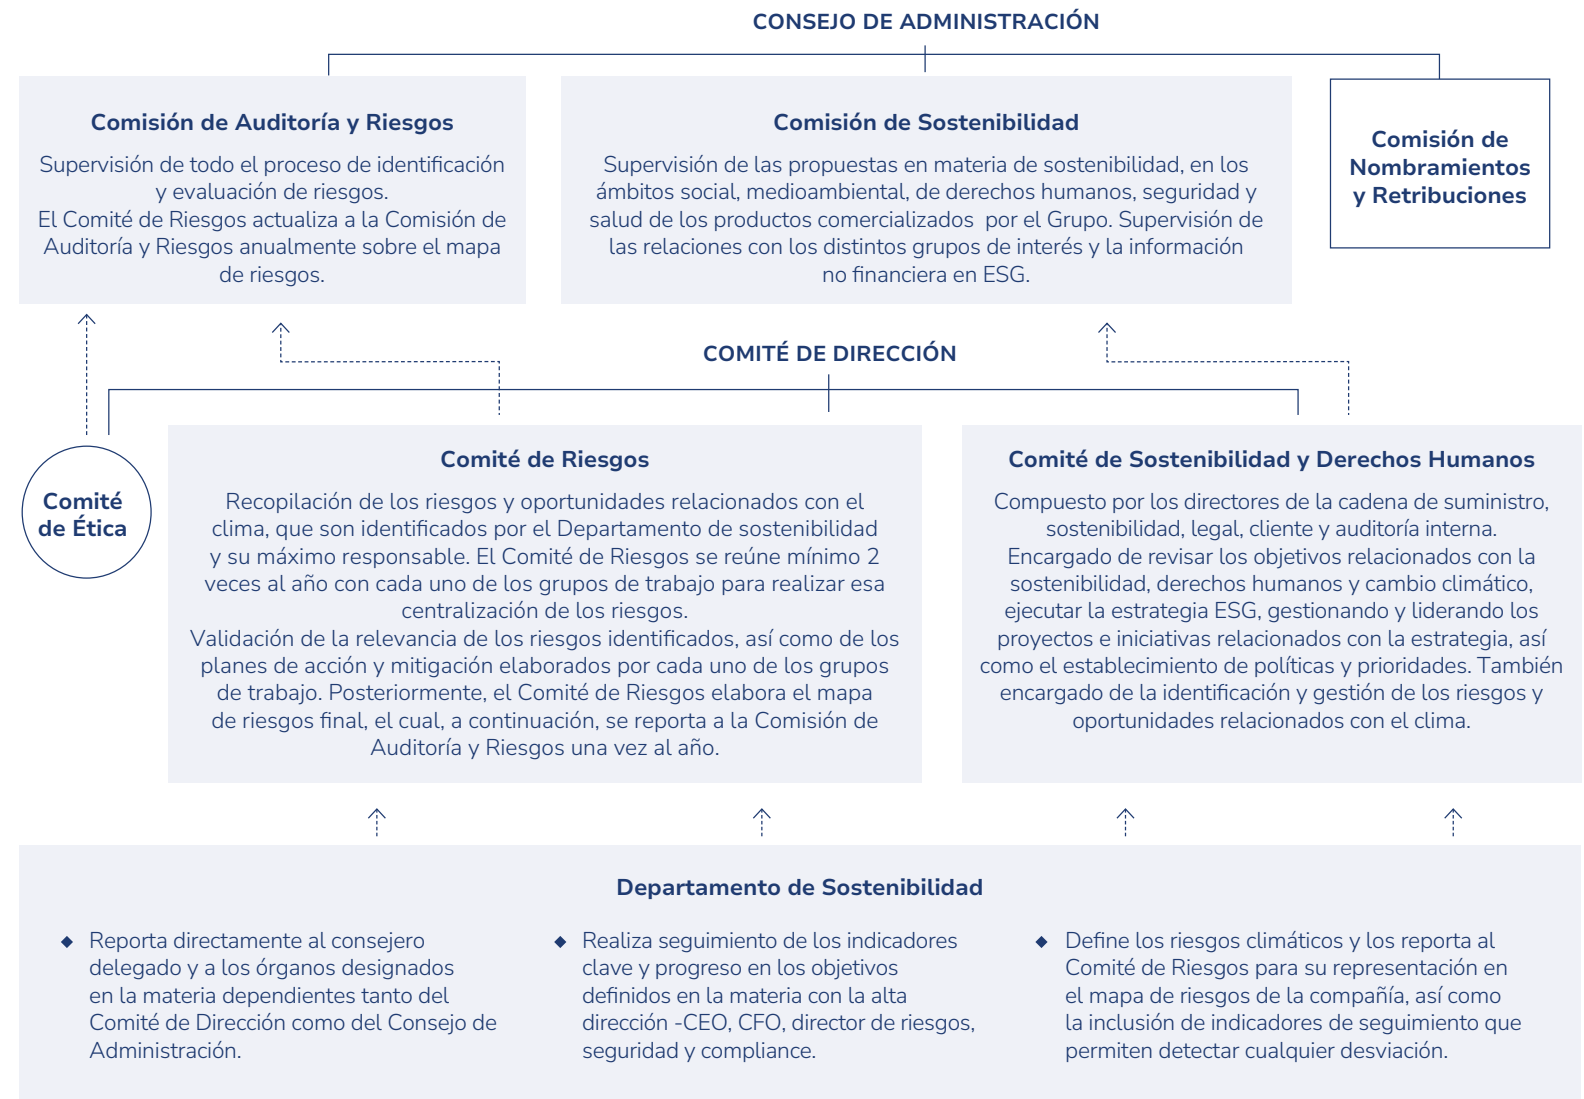 CONSEJO DE ADMINISTRACIÓN
Comisión de Auditoría y Riesgos
Supervisión de todo el proceso de identificación
y evaluación de riesgos.
El Comité de Riesgos actualiza a la Comisión de
Auditoría y Riesgos anualmente sobre el mapa
de riesgos.
Comisión de Sostenibilidad
Supervisión de las propuestas en materia de sostenibilidad, en los
ámbitos social, medioambiental, de derechos humanos, seguridad y
salud de los productos comercializados por el Grupo. Supervisión de
las relaciones con los distintos grupos de interés y la información
no financiera en ESG.
Comisión de
Nombramientos
y Retribuciones
COMITÉ DE DIRECCIÓN
Comité
de Ética
Comité de Riesgos
Recopilación de los riesgos y oportunidades relacionados con el
clima, que son identificados por el Departamento de sostenibilidad
y su máximo responsable. El Comité de Riesgos se reúne mínimo 2
veces al año con cada uno de los grupos de trabajo para realizar esa
centralización de los riesgos.
Validación de la relevancia de los riesgos identificados, así como de los
planes de acción y mitigación elaborados por cada uno de los grupos
de trabajo. Posteriormente, el Comité de Riesgos elabora el mapa
de riesgos final, el cual, a continuación, se reporta a la Comisión de
Auditoría y Riesgos una vez al año.
Comité de Sostenibilidad y Derechos Humanos
Compuesto por los directores de la cadena de suministro,
sostenibilidad, legal, cliente y auditoría interna.
Encargado de revisar los objetivos relacionados con la
sostenibilidad, derechos humanos y cambio climático,
ejecutar la estrategia ESG, gestionando y liderando los
proyectos e iniciativas relacionados con la estrategia, así
como el establecimiento de políticas y prioridades. También
encargado de la identificación y gestión de los riesgos y
oportunidades relacionados con el clima.
Departamento de Sostenibilidad
◆ Reporta directamente al consejero
delegado y a los órganos designados
en la materia dependientes tanto del
Comité de Dirección como del Consejo de
Administración.
◆ Realiza seguimiento de los indicadores
clave y progreso en los objetivos
definidos en la materia con la alta
dirección -CEO, CFO, director de riesgos,
seguridad y compliance.
◆ Define los riesgos climáticos y los reporta al
Comité de Riesgos para su representación en
el mapa de riesgos de la compañía, así como
la inclusión de indicadores de seguimiento que
permiten detectar cualquier desviación.